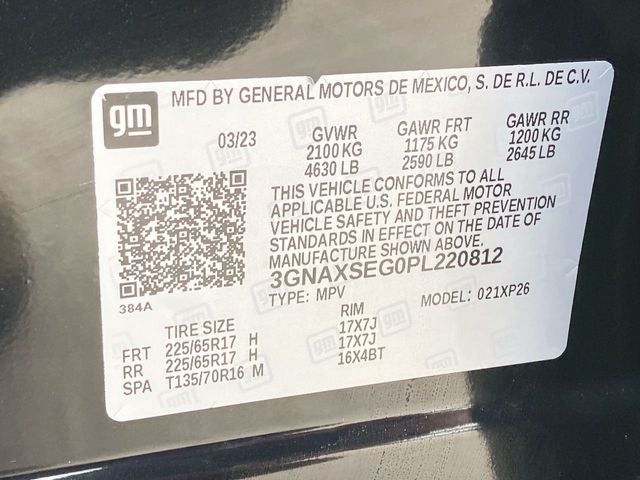 gm MFD BY GENERAL MOTORS DE MEXICO, S. DE R.L. DE C.V.
03/23 GVWR GAWR FRT GAWR RR
2100 KG 1175 KG 1200 KG
4630 LB 2590 LB 2645 LB
THIS VEHICLE CONFORMS TO ALL
APPLICABLE U.S. FEDERAL MOTOR
VEHICLE SAFETY AND THEFT PREVENTION
STANDARDS IN EFFECT ON THE DATE OF
MANUFACTURE SHOWN ABOVE.
3GNAXSEG0PL220812
384A TYPE: MPV MODEL: 021XP26
TIRE SIZE RIM
FRT 225/65R17 H 17X7J
RR 225/65R17 H 17X7J
SPA T135/70R16 M 16X4BT